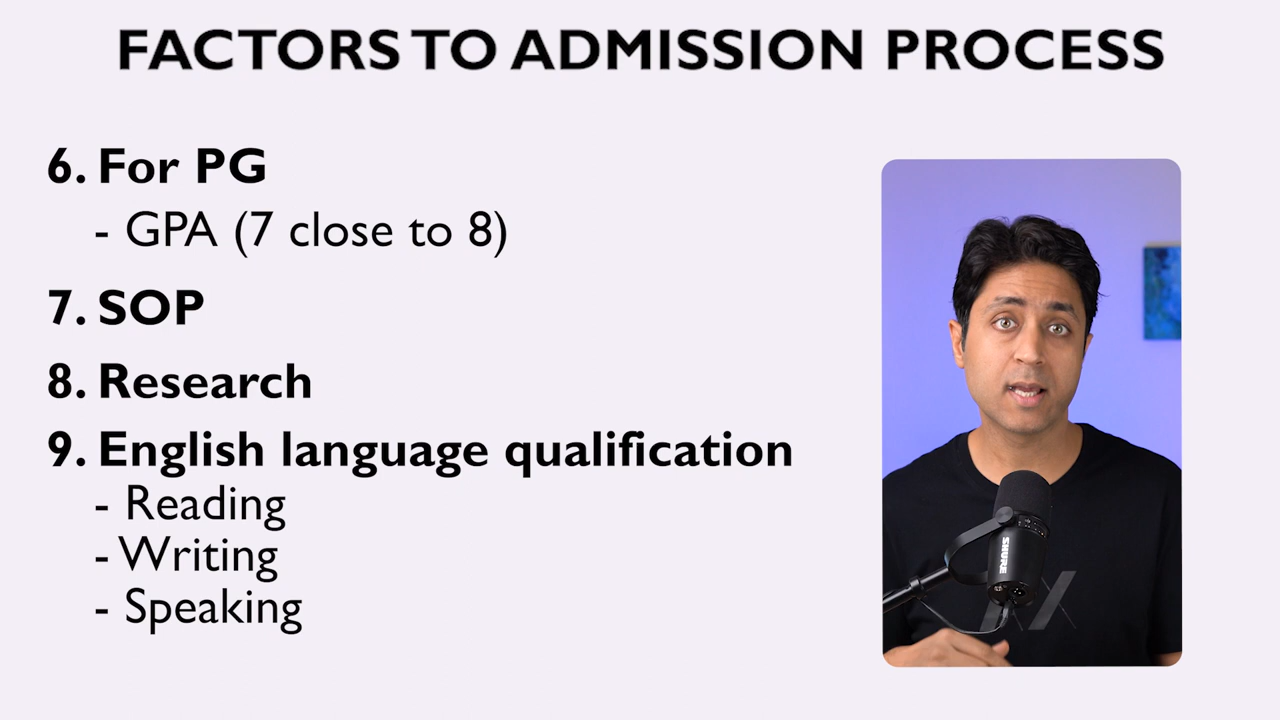 FACTORS TO ADMISSION PROCESS
6. For PG
- GPA (7 close to 8)
7. SOP
8. Research
9. English language qualification
- Reading
- Writing
- Speaking
SHURE